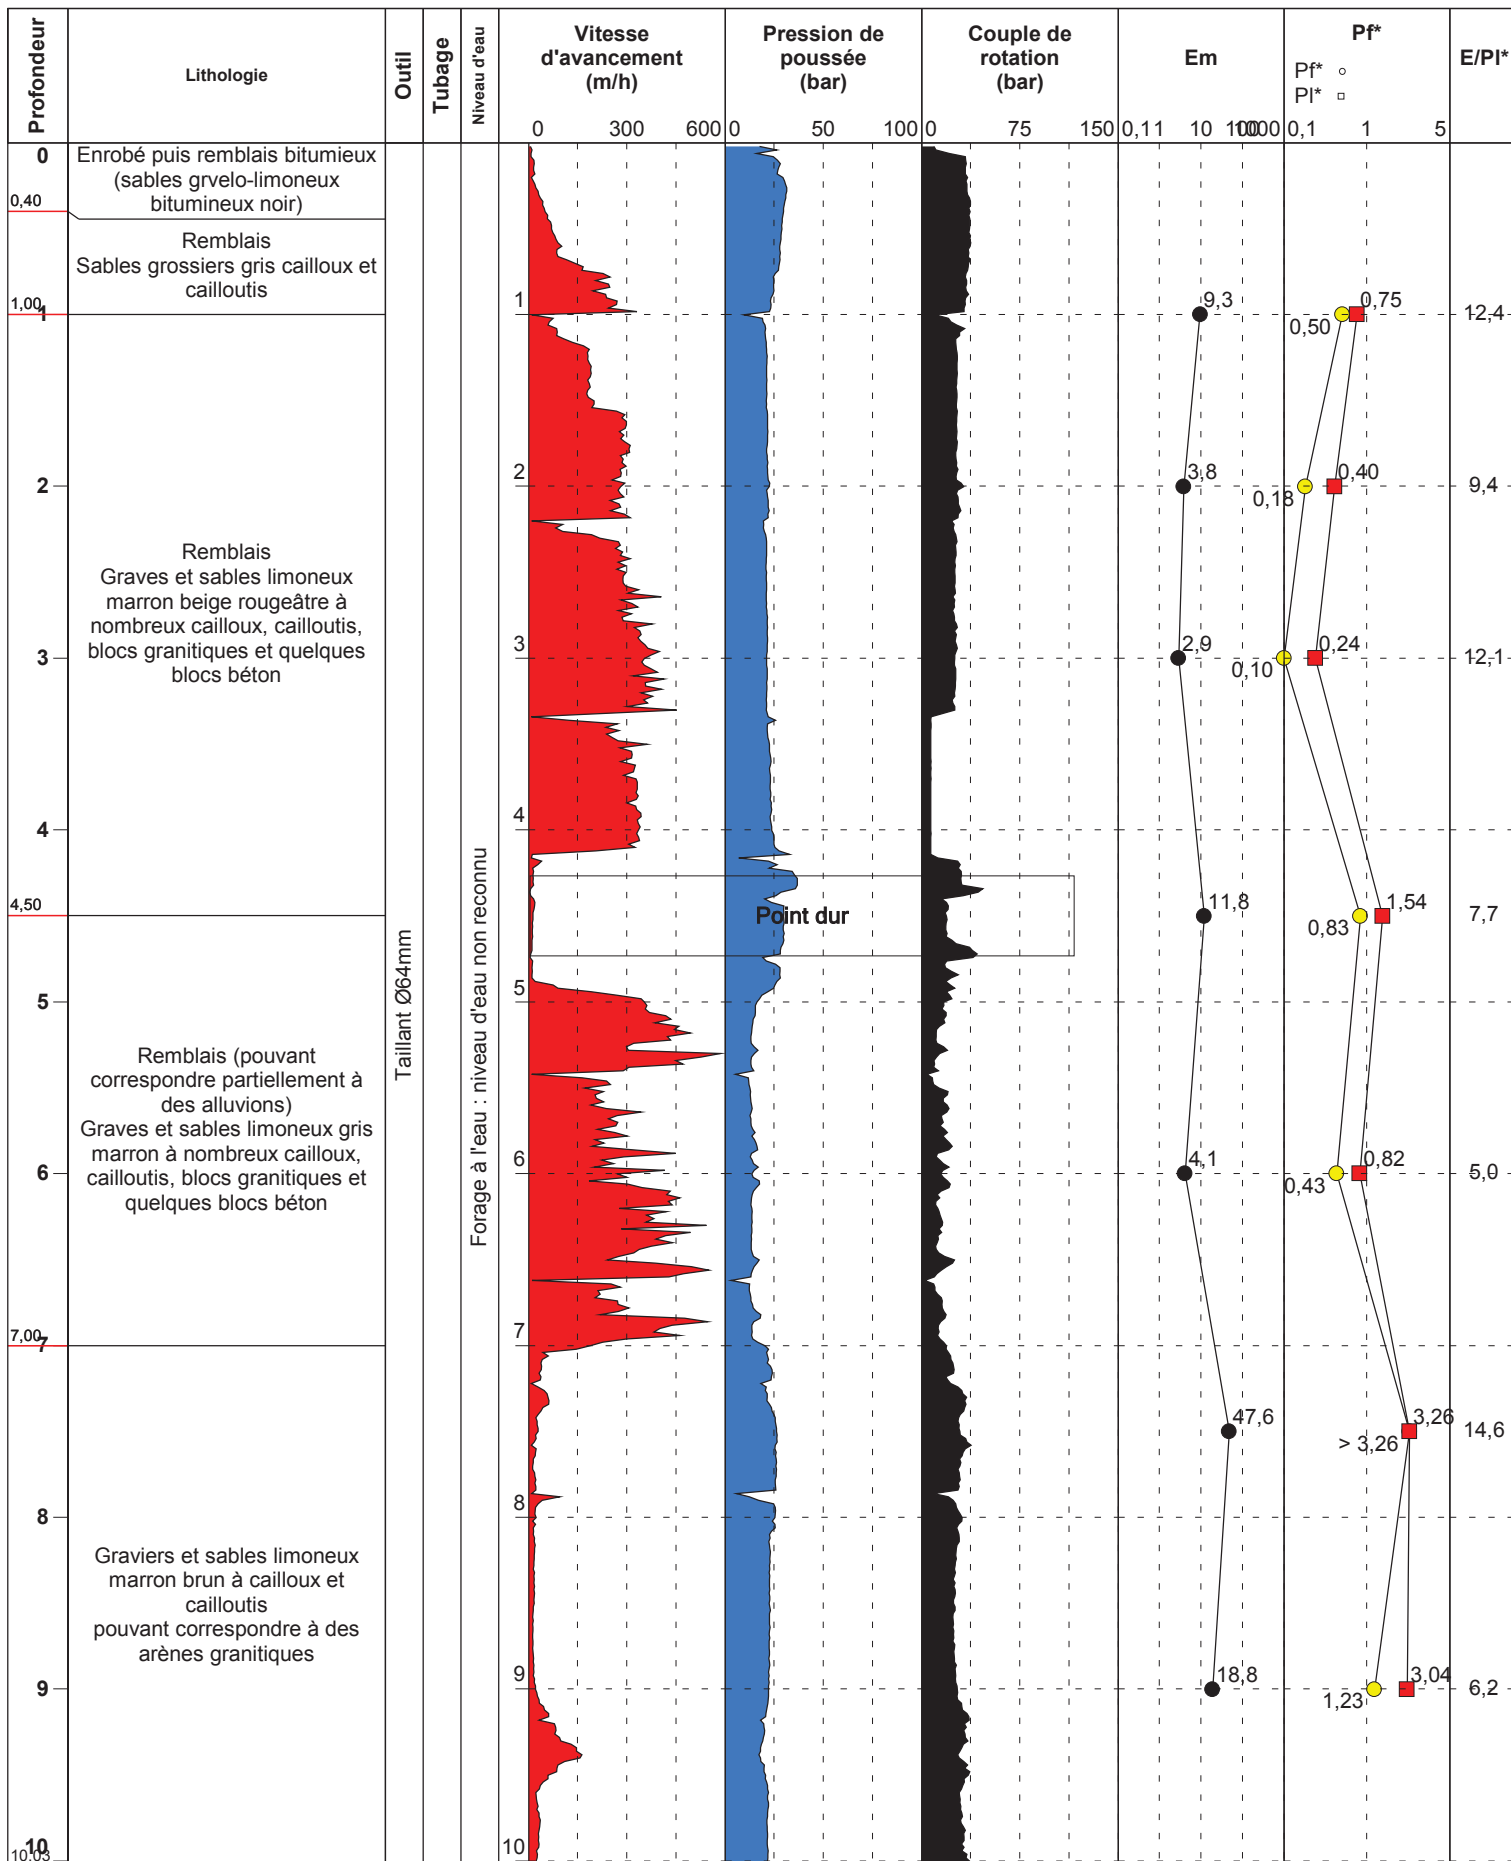 Profondeur
Lithologie
Outil
Tubage
Niveau d'eau
Vitesse
d'avancement
(m/h)
0 300 600
Pression de
poussée
(bar)
0 50 100
Couple de
rotation
(bar)
0 75 150
Em
0,1 1 10 100 1000
Pf*
Pf*
Pl*
0,1 1 5
E/Pl*
0
Enrobé puis remblais bitumieux
(sables grvelo-limoneux
bitumineux noir)
0,40
Remblais
Sables grossiers gris cailloux et
cailloutis
1,00
1
1
9,3
0,50
0,75
12,4
2
2
3,8
0,18
0,40
9,4
Remblais
Graves et sables limoneux
marron beige rougeâtre à
nombreux cailloux, cailloutis,
blocs granitiques et quelques
blocs béton
3
3
2,9
0,10
0,24
12,1
4
4
4,50
Point dur
11,8
0,83
1,54
7,7
5
5
Taillant Ø64mm
Forage à l'eau : niveau d'eau non reconnu
Remblais (pouvant
correspondre partiellement à
des alluvions)
Graves et sables limoneux gris
marron à nombreux cailloux,
cailloutis, blocs granitiques et
quelques blocs béton
6
6
4,1
0,43
0,82
5,0
7,00
7
7
47,6
> 3,26
3,26
14,6
8
8
Graviers et sables limoneux
marron brun à cailloux et
cailloutis
pouvant correspondre à des
arènes granitiques
9
9
18,8
1,23
3,04
6,2
10
10,03
10